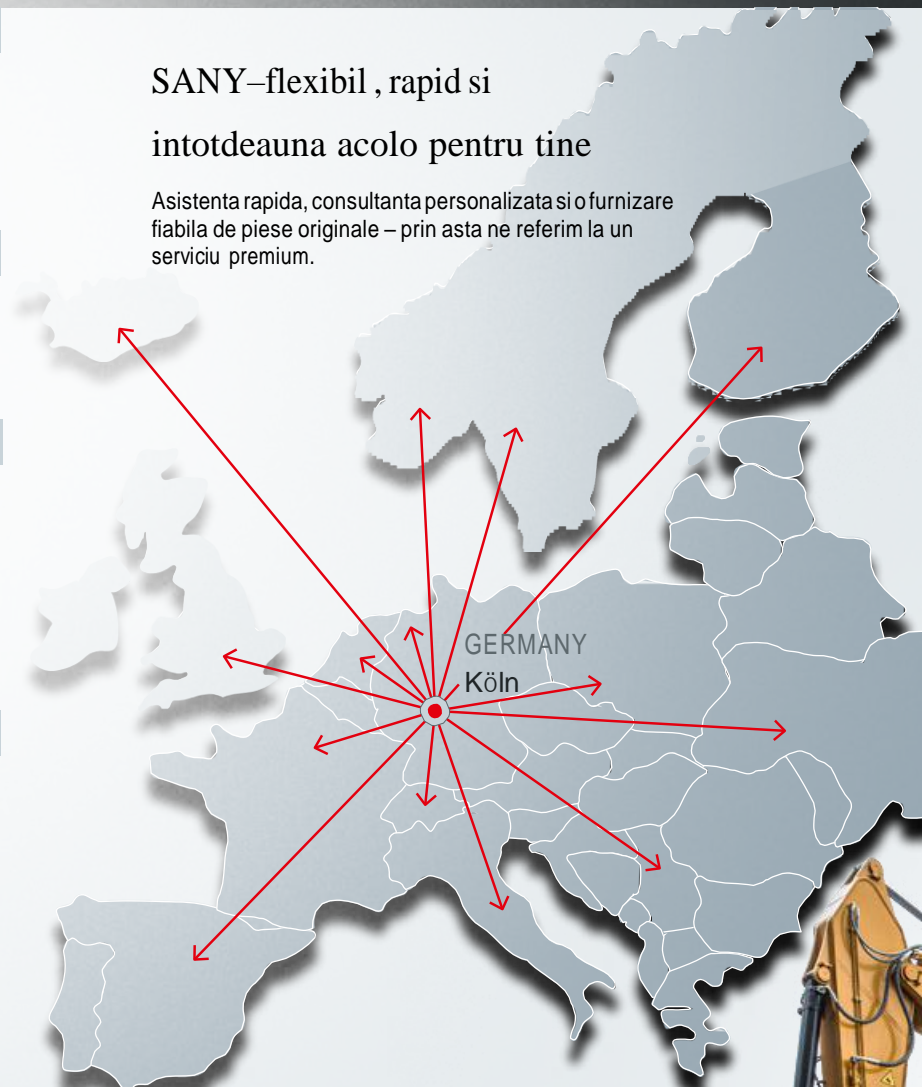 SANY–flexibil , rapid si
intotdeauna acolo pentru tine
Asistenta rapida, consultanta personalizata si o furnizare
fiabila de piese originale – prin asta ne referim la un
serviciu premium.
GERMANY
Köln